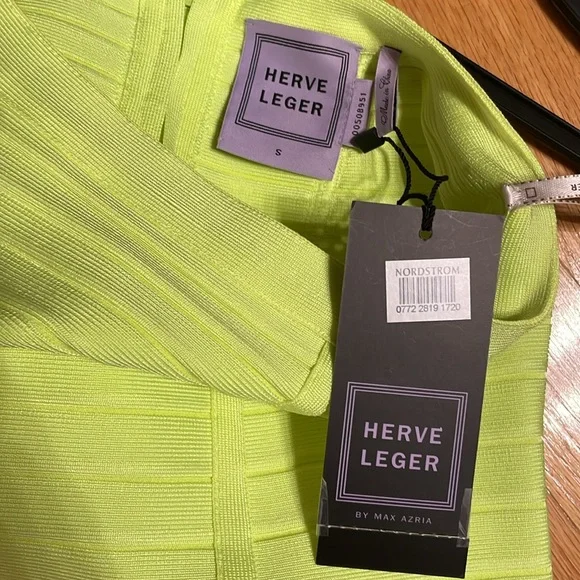 HERVE
LEGER
S
00508951
Made in China
NORDSTROM
0772 2819 1720
HERVE
LEGER
BY MAX AZRIA